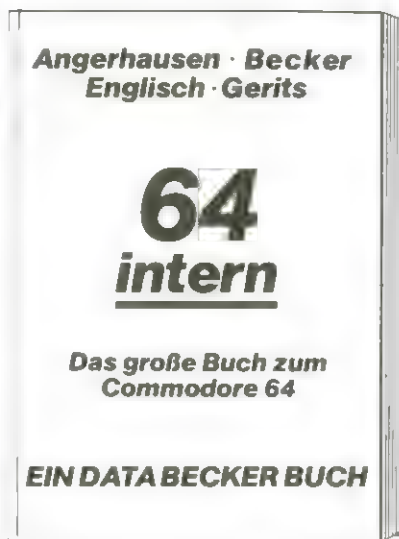 Angerhausen · Becker
Englisch · Gerits
64
intern
Das große Buch zum
Commodore 64
EIN DATA BECKER BUCH